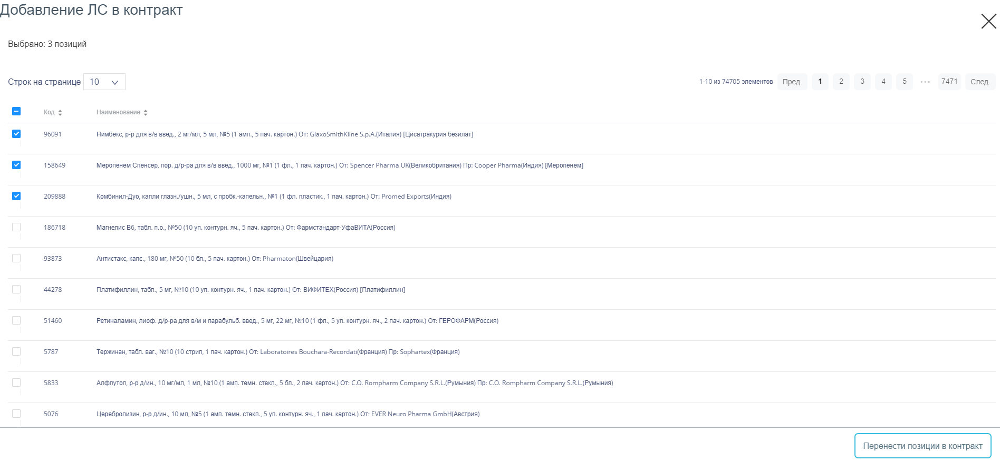 Добавление ЛС в контракт
Выбрано: 3 позиций
Строк на странице 10
1-10 из 74705 элементов Пред. 1 2 3 4 5 ••• 7471 След.
Код Наименование
96091 Нимбекс, р-р для в/в введ., 2 мг/мл, 5 мл, №5 (1 амп., 5 пач. картон.) От: GlaxoSmithKline S.p.A.(Италия) [Цисатракурия безилат]
158649 Меропенем Спенсер, пор. д/р-ра для в/в введ., 1000 мг, №1 (1 фл., 1 пач. картон.) От: Spencer Pharma UK(Великобритания) Пр: Cooper Pharma(Индия) [Меропенем]
209888 Комбинил-Дуо, капли глазн./ушн., 5 мл, с пробк.-капельн., №1 (1 фл. пластик., 1 пач. картон.) От: Promed Exports(Индия)
186718 Магнелис В6, табл. п.о., №50 (10 уп. контурн. яч., 5 пач. картон.) От: Фармстандарт-УфаВИТА(Россия)
93873 Антистакс, капс., 180 мг, №50 (10 бл., 5 пач. картон.) От: Pharmaton(Швейцария)
44278 Платифиллин, табл., 5 мг, №10 (10 уп. контурн. яч., 1 пач. картон.) От: ВИФИТЕХ(Россия) [Платифиллин]
51460 Ретиналамин, лиоф. д/р-ра для в/м и парабульб. введ., 5 мг, 22 мг, №10 (1 фл., 5 уп. контурн. яч., 2 пач. картон.) От: ГЕРОФАРМ(Россия)
5787 Тержинан, табл. ваг., №10 (10 стрип, 1 пач. картон.) От: Laboratoires Bouchara-Recordati(Франция) Пр: Sophartex(Франция)
5833 Алфлутоп, р-р д/ин., 10 мг/мл, 1 мл, №10 (1 амп. темн. стекл., 5 бл., 2 пач. картон.) От: C.O. Rompharm Company S.R.L.(Румыния) Пр: C.O. Rompharm Company S.R.L.(Румыния)
5076 Церебролизин, р-р д/ин., 10 мл, №5 (1 амп. темн. стекл., 5 уп. контурн. яч., 1 пач. картон.) От: EVER Neuro Pharma GmbH(Австрия)
Перенести позиции в контракт